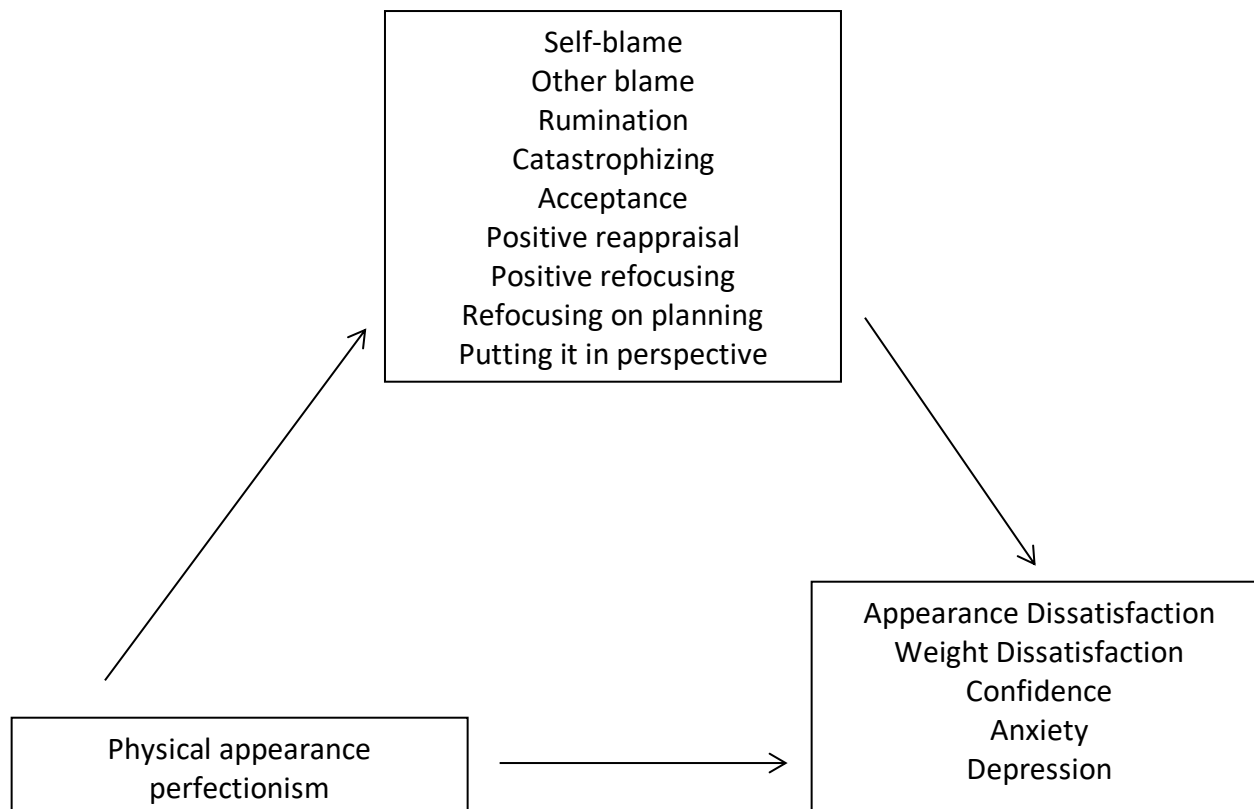 Self-blame
Other blame
Rumination
Catastrophizing
Acceptance
Positive reappraisal
Positive refocusing
Refocusing on planning
Putting it in perspective
Appearance Dissatisfaction
Weight Dissatisfaction
Confidence
Anxiety
Depression
Physical appearance
perfectionism